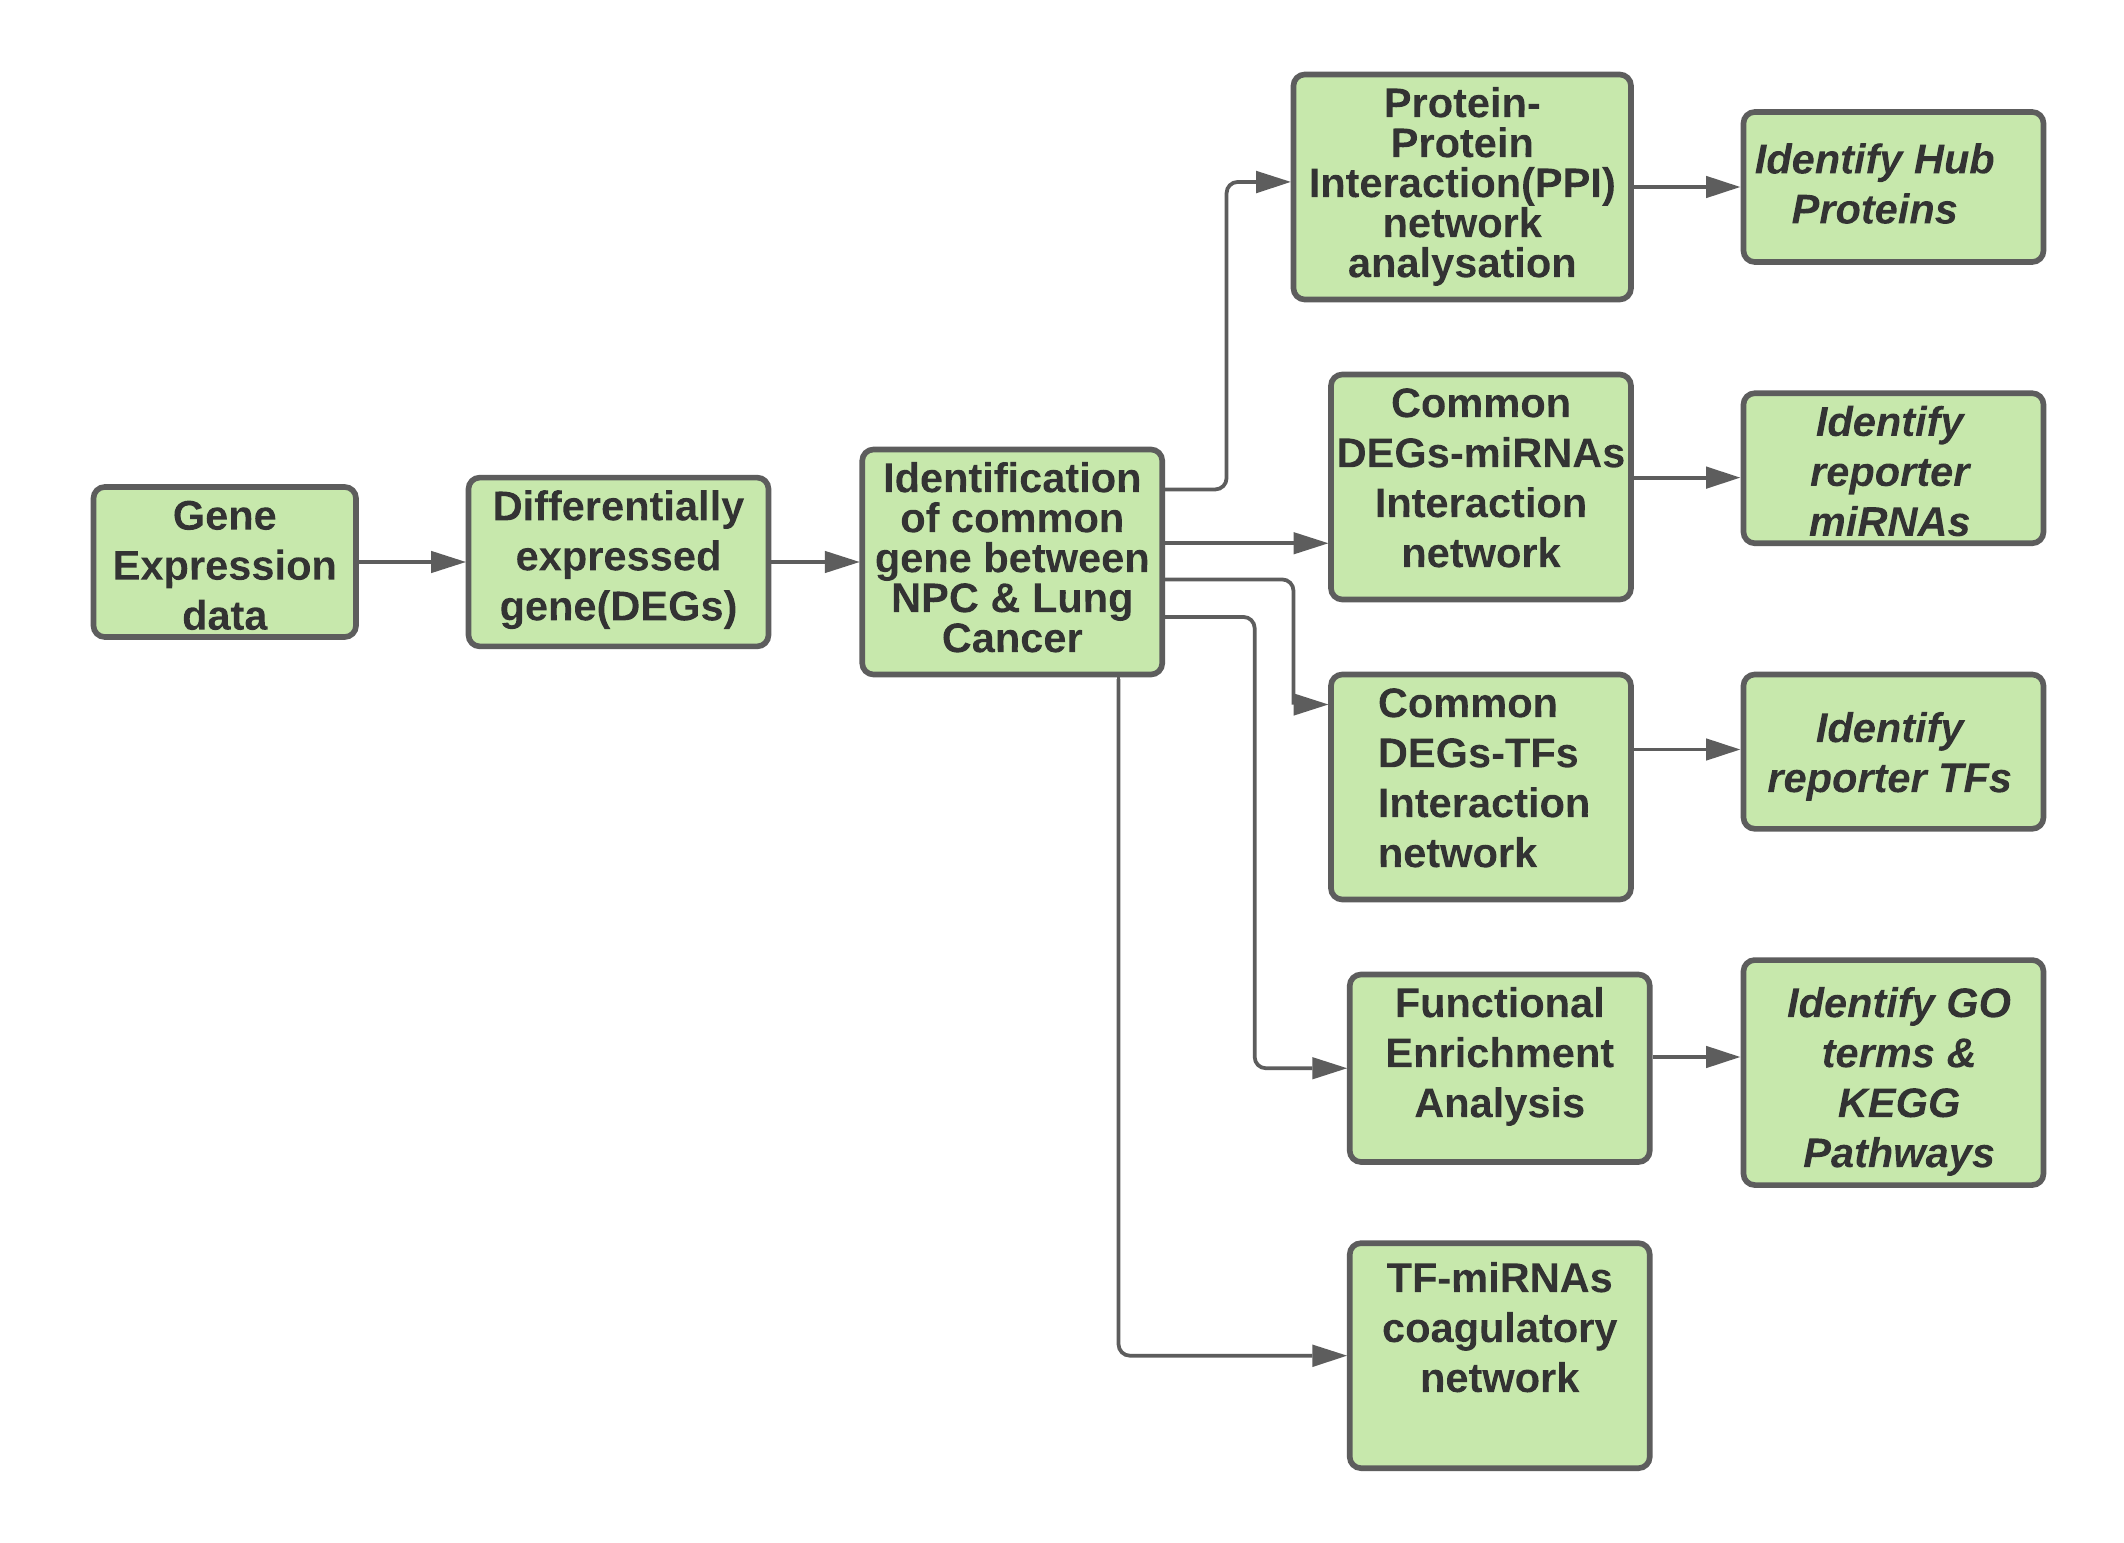 Gene
Expression
data
Differentially
expressed
gene(DEGs)
Identification
of common
gene between
NPC & Lung
Cancer
Protein-
Protein
Interaction(PPI)
network
analysation
Identify Hub
Proteins
Common
DEGs-miRNAs
Interaction
network
Identify
reporter
miRNAs
Common
DEGs-TFs
Interaction
network
Identify
reporter TFs
Functional
Enrichment
Analysis
Identify GO
terms &
KEGG
Pathways
TF-miRNAs
coagulatory
network